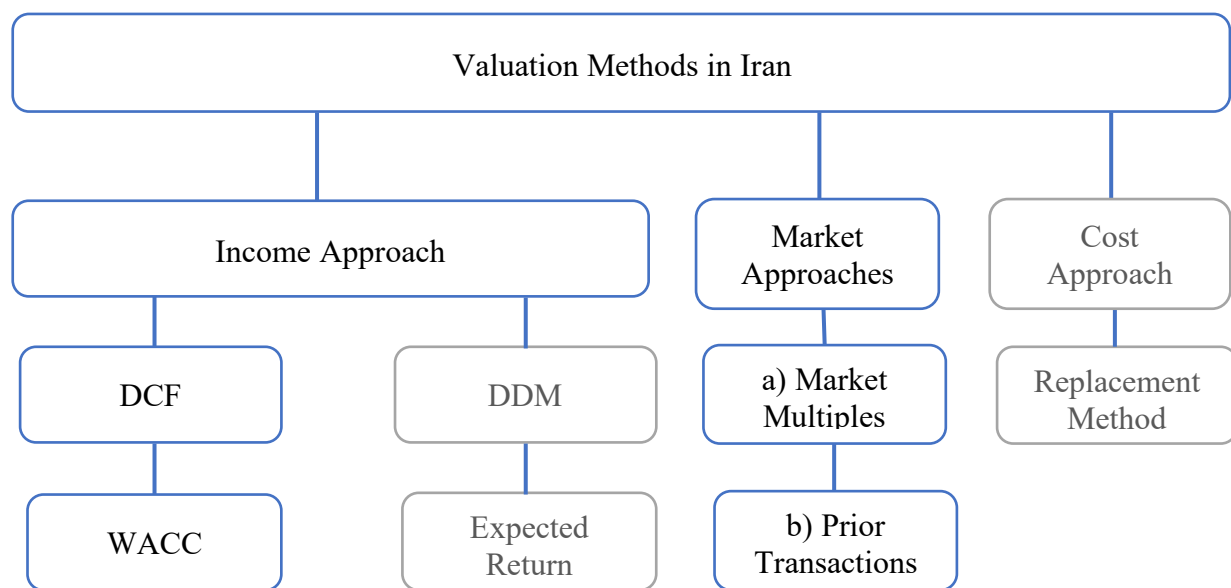 Valuation Methods in Iran
Income Approach
Market
Approaches
Cost
Approach
DCF
DDM
a) Market
Multiples
Replacement
Method
WACC
Expected
Return
b) Prior
Transactions